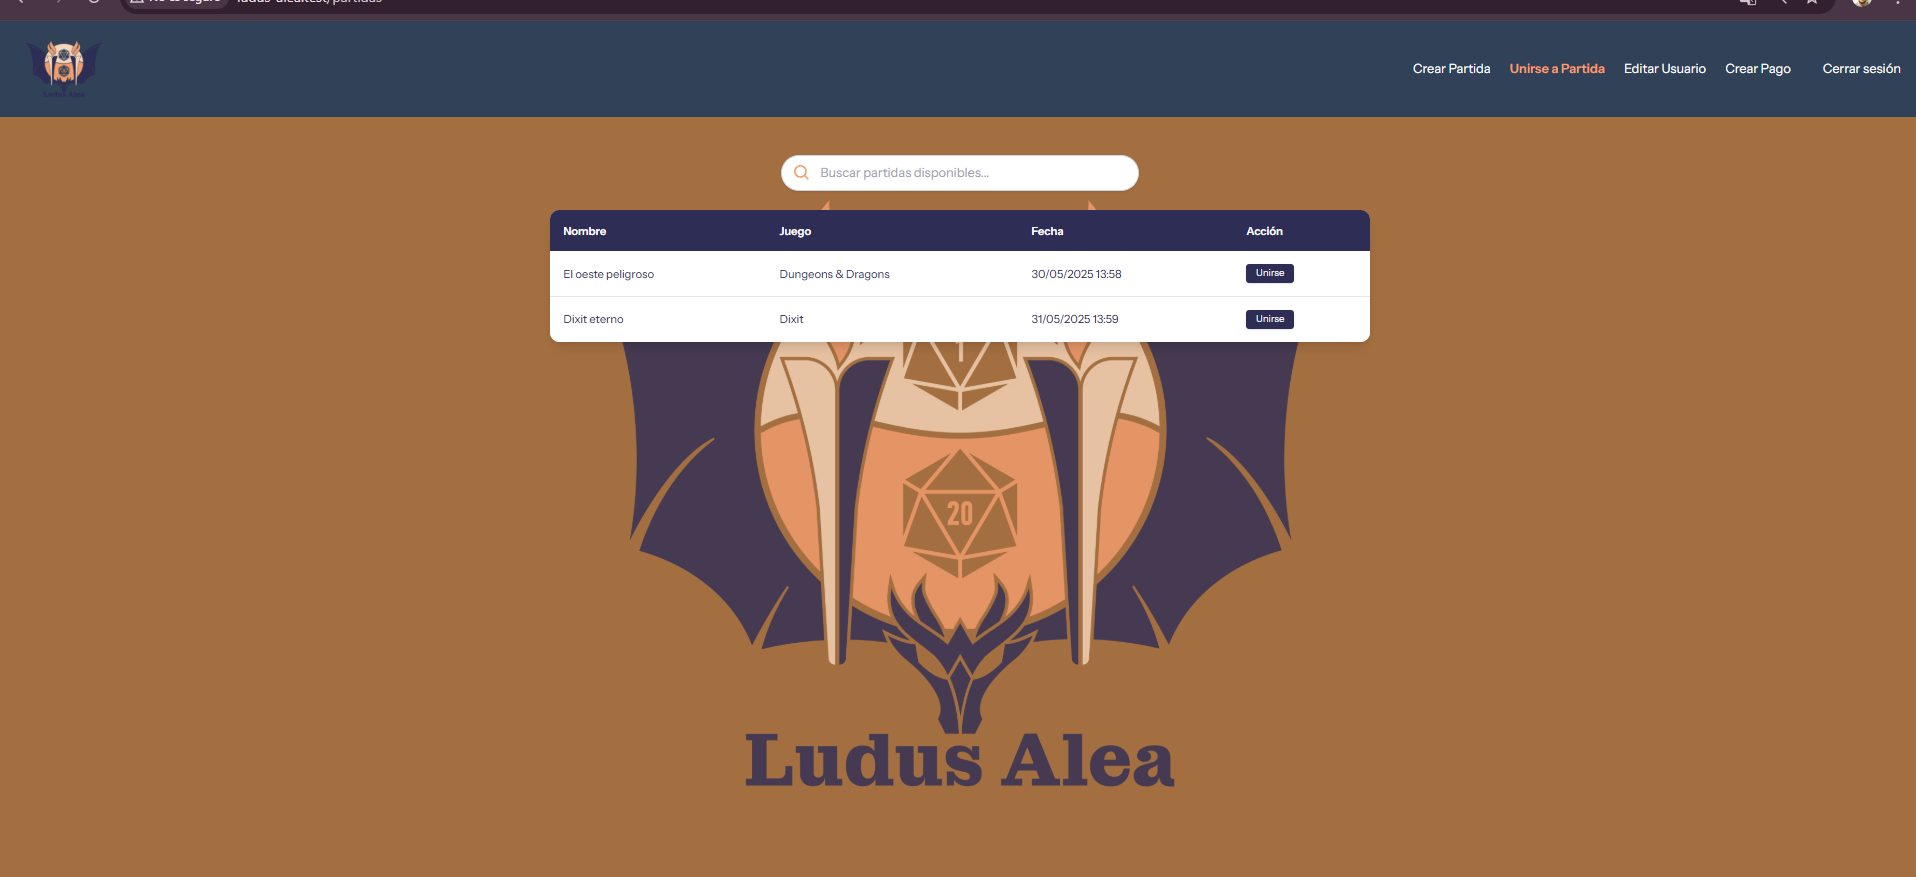 Crear Partida
Unirse a Partida
Editar Usuario
Crear Pago
Cerrar sesión
Buscar partidas disponibles...
Nombre Juego Fecha Acción
El oeste peligroso Dungeons & Dragons 30/05/2025 13:58 Unirse
Dixit eterno Dixit 31/05/2025 13:59 Unirse
1
20
Ludus Alea